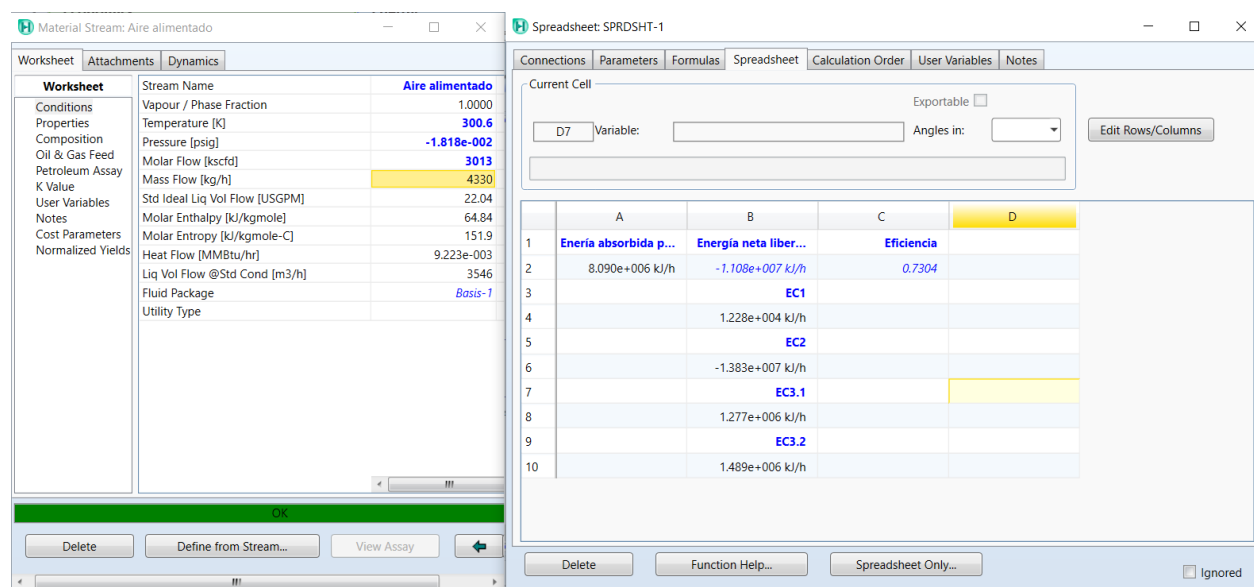 Material Stream: Aire alimentado
Worksheet Attachments Dynamics
Worksheet
Conditions
Properties
Composition
Oil & Gas Feed
Petroleum Assay
K Value
User Variables
Notes
Cost Parameters
Normalized Yields
Stream Name Aire alimentado
Vapour / Phase Fraction 1.0000
Temperature [K] 300.6
Pressure [psig] -1.818e-002
Molar Flow [kscfd] 3013
Mass Flow [kg/h] 4330
Std Ideal Liq Vol Flow [USGPM] 22.04
Molar Enthalpy [kJ/kgmole] 64.84
Molar Entropy [kJ/kgmole-C] 151.9
Heat Flow [MMBtu/hr] 9.223e-003
Liq Vol Flow @Std Cond [m3/h] 3546
Fluid Package Basis-1
Utility Type
OK
Delete Define from Stream... View Assay
Spreadsheet: SPRDSHT-1
Connections Parameters Formulas Spreadsheet Calculation Order User Variables Notes
Current Cell
Exportable
D7 Variable: Angles in: Edit Rows/Columns
A B C D
1 Enería absorbida p... Energía neta liber... Eficiencia
2 8.090e+006 kJ/h -1.108e+007 kJ/h 0.7304
3 EC1
4 1.228e+004 kJ/h
5 EC2
6 -1.383e+007 kJ/h
7 EC3.1
8 1.277e+006 kJ/h
9 EC3.2
10 1.489e+006 kJ/h
Delete Function Help... Spreadsheet Only... Ignored